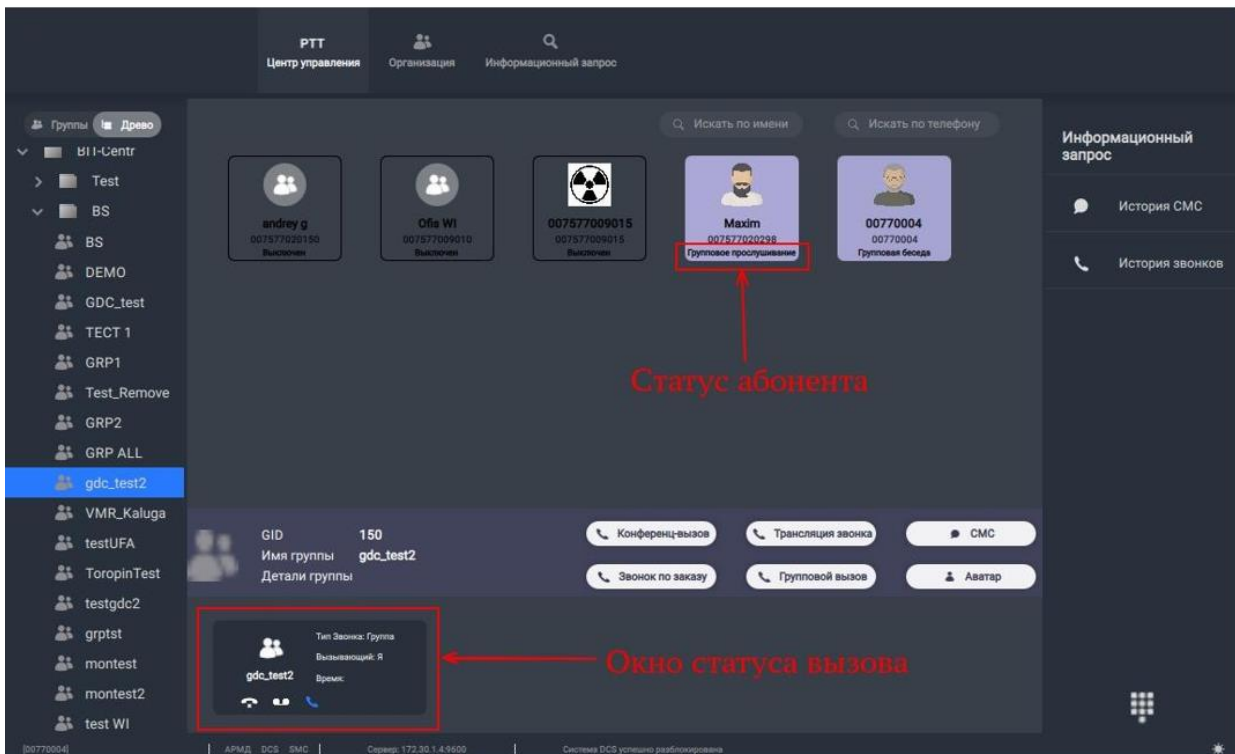 PTT
Центр управления
Организация
Информационный запрос
Группы
Древо
Искать по имени
Искать по телефону
Информационный
запрос
История СМС
История звонков
BIT-Centr
Test
BS
BS
DEMO
GDC_test
ТЕСТ 1
GRP1
Test_Remove
GRP2
GRP ALL
gdc_test2
VMR_Kaluga
testUFA
ToropinTest
testgdc2
grptst
montest
montest2
test WI
andrey g
007577020150
Выключен
Ofis WI
007577009010
Выключен
007577009015
007577009015
Выключен
Maxim
007577020298
Групповое прослушивание
00770004
00770004
Групповая беседа
Статус абонента
GID 150
Имя группы gdc_test2
Детали группы
Конференц-вызов
Трансляция звонка
СМС
Звонок по заказу
Групповой вызов
Аватар
Тип Звонка: Группа
Вызывающий: Я
gdc_test2
Время:
Окно статуса вызова
[00770004]
АРМД DCS SMC
Сервер: 172.30.1.4:9600
Система DCS успешно разблокирована